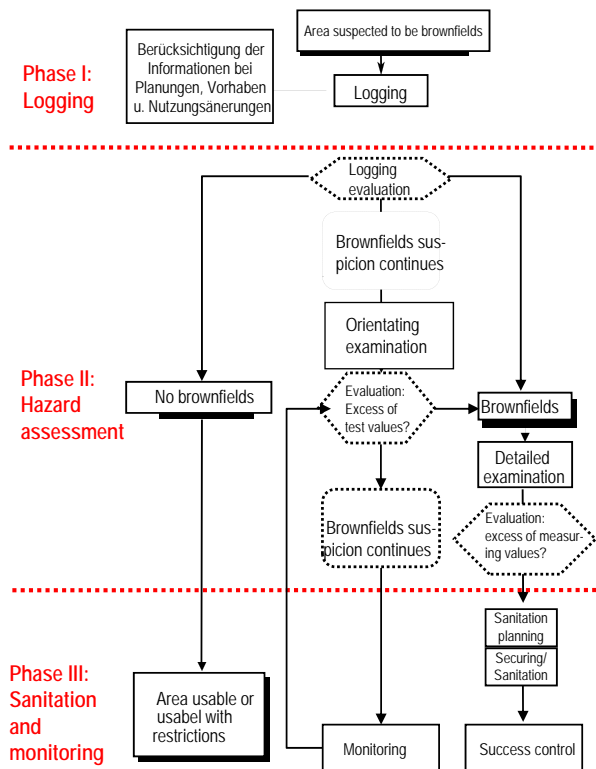 Phase I:
Logging
Berücksichtigung der
Informationen bei
Planungen, Vorhaben
u. Nutzungsänerungen
Area suspected to be brownfields
Logging
Logging
evaluation
Brownfields sus-
picion continues
Orientating
examination
Phase II:
Hazard
assessment
No brownfields
Evaluation:
Excess of
test values?
Brownfields
Detailed
examination
Brownfields sus-
picion continues
Evaluation:
excess of measur-
ing values?
Phase III:
Sanitation
and
monitoring
Sanitation
planning
Securing/
Sanitation
Area usable or
usabel with
restrictions
Monitoring
Success control